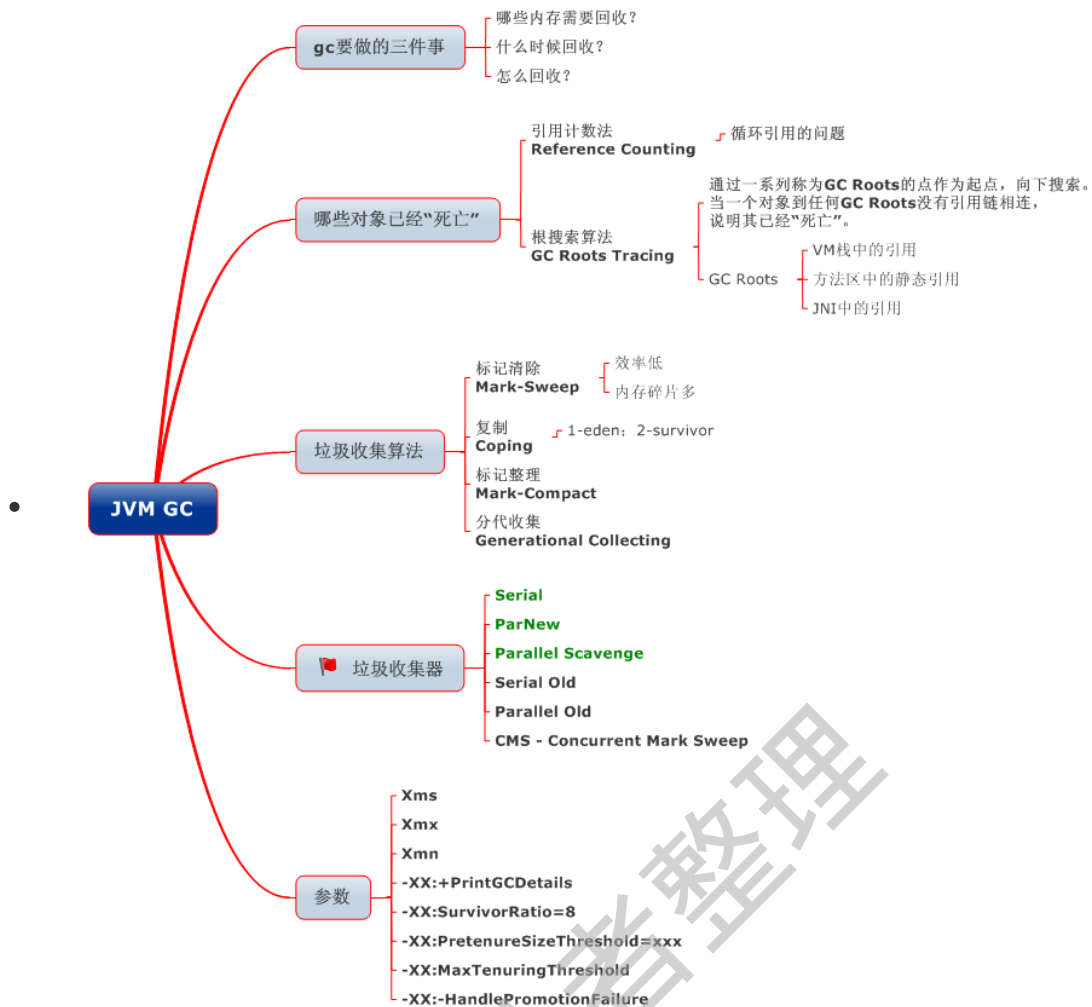 JVM GC
gc要做的三件事
哪些内存需要回收？
什么时候回收？
怎么回收？
哪些对象已经“死亡”
引用计数法
Reference Counting
循环引用的问题
根搜索算法
GC Roots Tracing
通过一系列称为GC Roots的点作为起点，向下搜索。
当一个对象到任何GC Roots没有引用链相连，
说明其已经“死亡”。
GC Roots
VM栈中的引用
方法区中的静态引用
JNI中的引用
垃圾收集算法
标记清除
Mark-Sweep
效率低
内存碎片多
复制
Coping
1-eden；2-survivor
标记整理
Mark-Compact
分代收集
Generational Collecting
垃圾收集器
Serial
ParNew
Parallel Scavenge
Serial Old
Parallel Old
CMS - Concurrent Mark Sweep
参数
Xms
Xmx
Xmn
-XX:+PrintGCDetails
-XX:SurvivorRatio=8
-XX:PretenureSizeThreshold=xxx
-XX:MaxTenuringThreshold
-XX:-HandlePromotionFailure
者整理